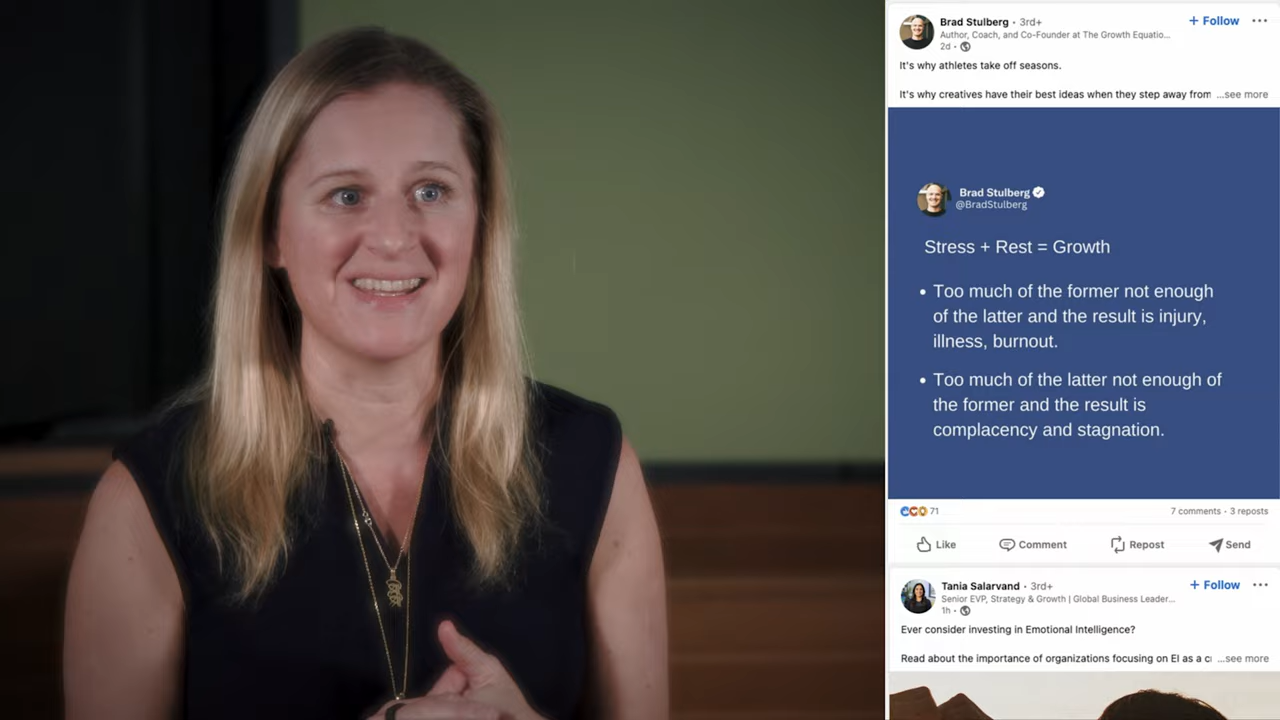 Brad Stulberg · 3rd+
+ Follow
Author, Coach, and Co-Founder at The Growth Equatio...
2d •
It's why athletes take off seasons.
It's why creatives have their best ideas when they step away from ...see more
Brad Stulberg
@BradStulberg
Stress + Rest = Growth
• Too much of the former not enough
of the latter and the result is injury,
illness, burnout.
• Too much of the latter not enough of
the former and the result is
complacency and stagnation.
71
7 comments · 3 reposts
Like
Comment
Repost
Send
Tania Salarvand · 3rd+
+ Follow
Senior EVP, Strategy & Growth | Global Business Leader...
1h •
Ever consider investing in Emotional Intelligence?
Read about the importance of organizations focusing on EI as a ...see more